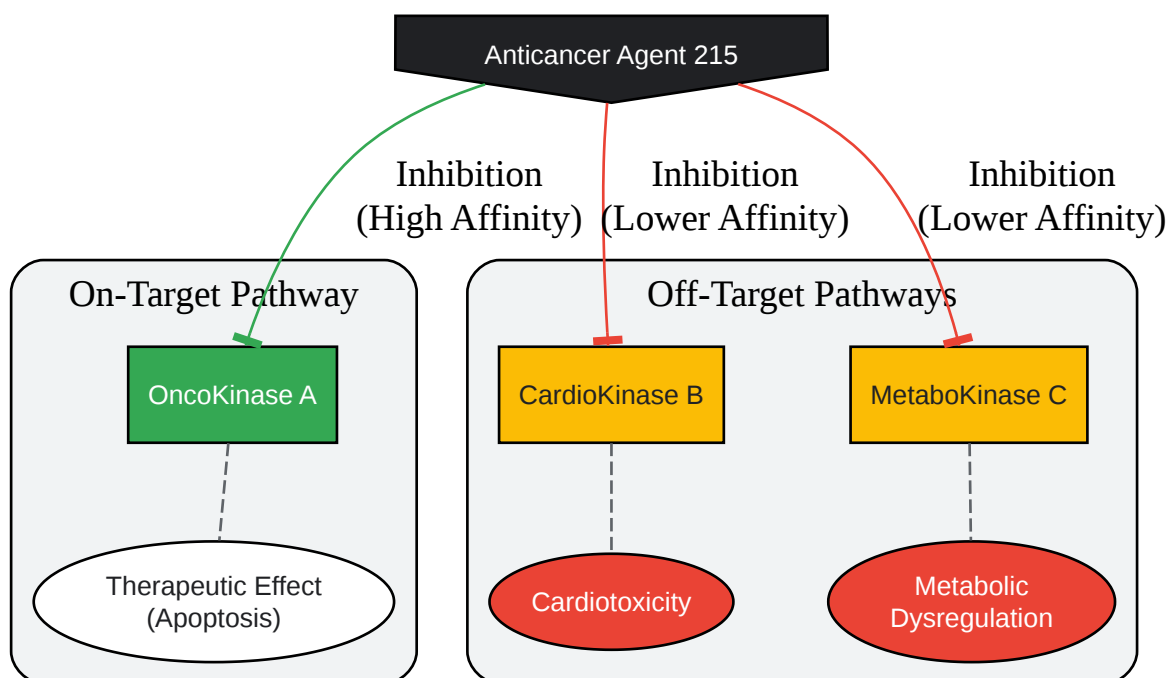 Anticancer Agent 215
Inhibition
(High Affinity)
Inhibition
(Lower Affinity)
Inhibition
(Lower Affinity)
On-Target Pathway
Off-Target Pathways
OncoKinase A
CardioKinase B
MetaboKinase C
Therapeutic Effect
(Apoptosis)
Cardiotoxicity
Metabolic
Dysregulation